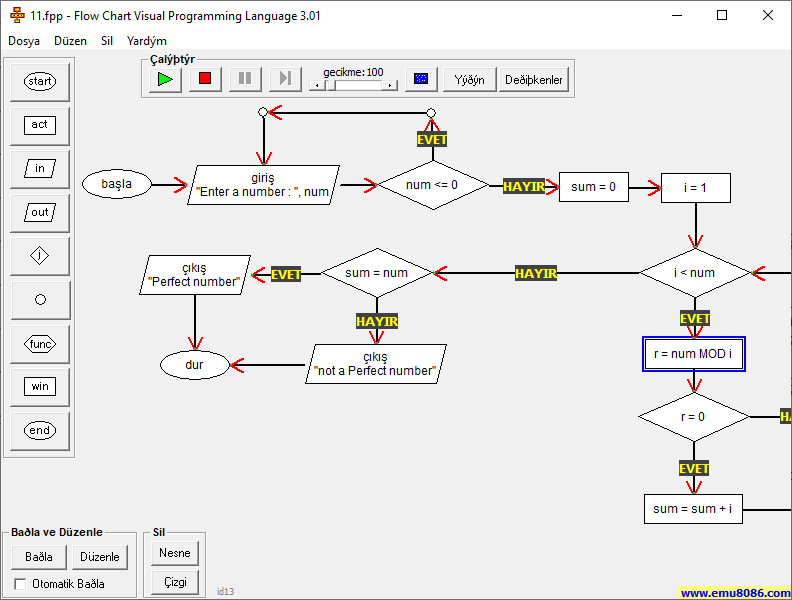 11.fpp - Flow Chart Visual Programming Language 3.01
Dosya Düzen Sil Yardým
Çalýþtýr
gecikme:100
Yýðýn
Deðiþkenler
start
act
in
out
i
func
win
end
başla
giriş
"Enter a number : ", num
EVET
num <= 0
HAYIR
sum = 0
i = 1
çıkış
"Perfect number"
EVET
sum = num
HAYIR
i < num
HAYIR
EVET
dur
çıkış
"not a Perfect number"
r = num MOD i
r = 0
EVET
sum = sum + i
Baðla ve Düzenle
Baðla
Düzenle
Otomatik Baðla
Sil
Nesne
Çizgi
id13
www.emu8086.com